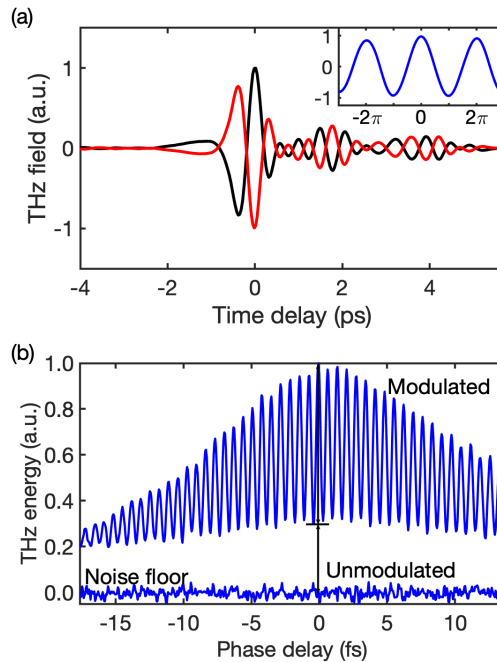 (a)
THz field (a.u.)
1
0
-1
1
0
-1
-2π 0 2π
-4 -2 0 2 4
Time delay (ps)
(b)
THz energy (a.u.)
1.0
0.8
0.6
0.4
0.2
0.0
Modulated
Noise floor
Unmodulated
-15 -10 -5 0 5 10
Phase delay (fs)